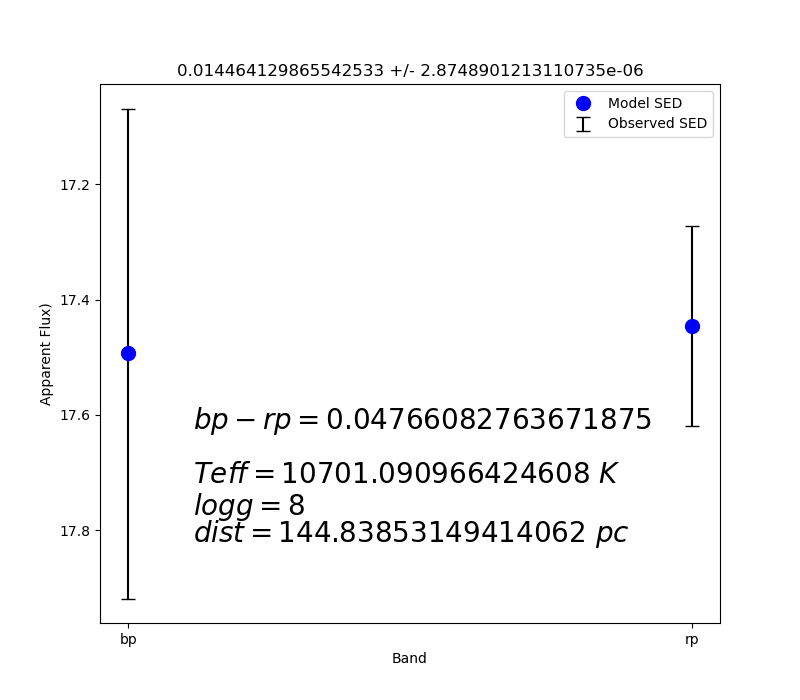 0.014464129865542533 +/- 2.8748901213110735e-06
Model SED
Observed SED
17.2
17.4
17.6
17.8
Apparent Flux)
bp − rp = 0.04766082763671875
Teff = 10701.090966424608 K
logg = 8
dist = 144.83853149414062 pc
bp
rp
Band